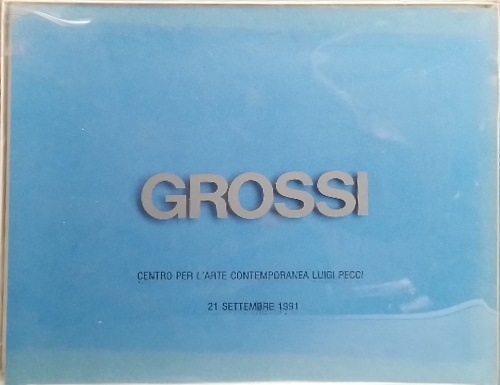 GROSSI
CENTRO PER L'ARTE CONTEMPORANEA LUIGI PECCI
21 SETTEMBRE 1991